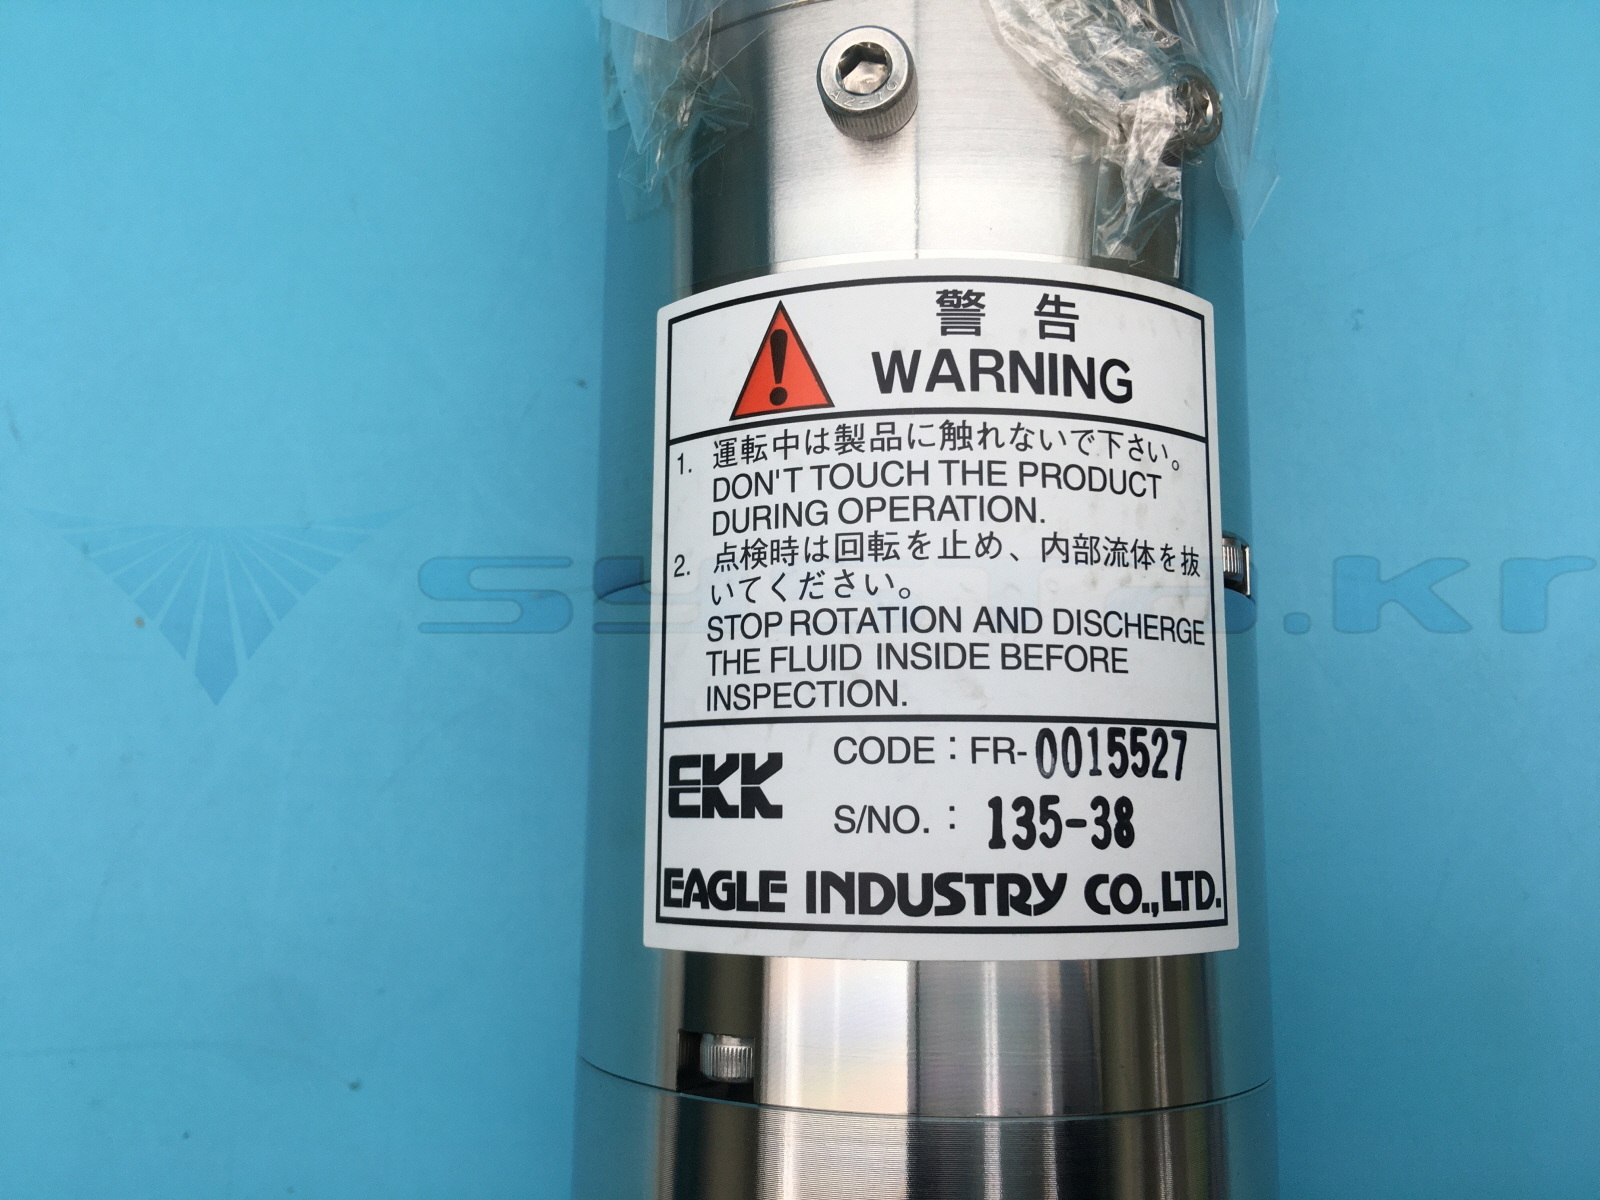 A2-70
警 告
WARNING
1. 運転中は製品に触れないで下さい。
DON'T TOUCH THE PRODUCT
DURING OPERATION.
2. 点検時は回転を止め、内部流体を抜
いてください。
STOP ROTATION AND DISCHERGE
THE FLUID INSIDE BEFORE
INSPECTION.
EKK
CODE : FR-0015527
S/NO. : 135-38
EAGLE INDUSTRY CO.,LTD.